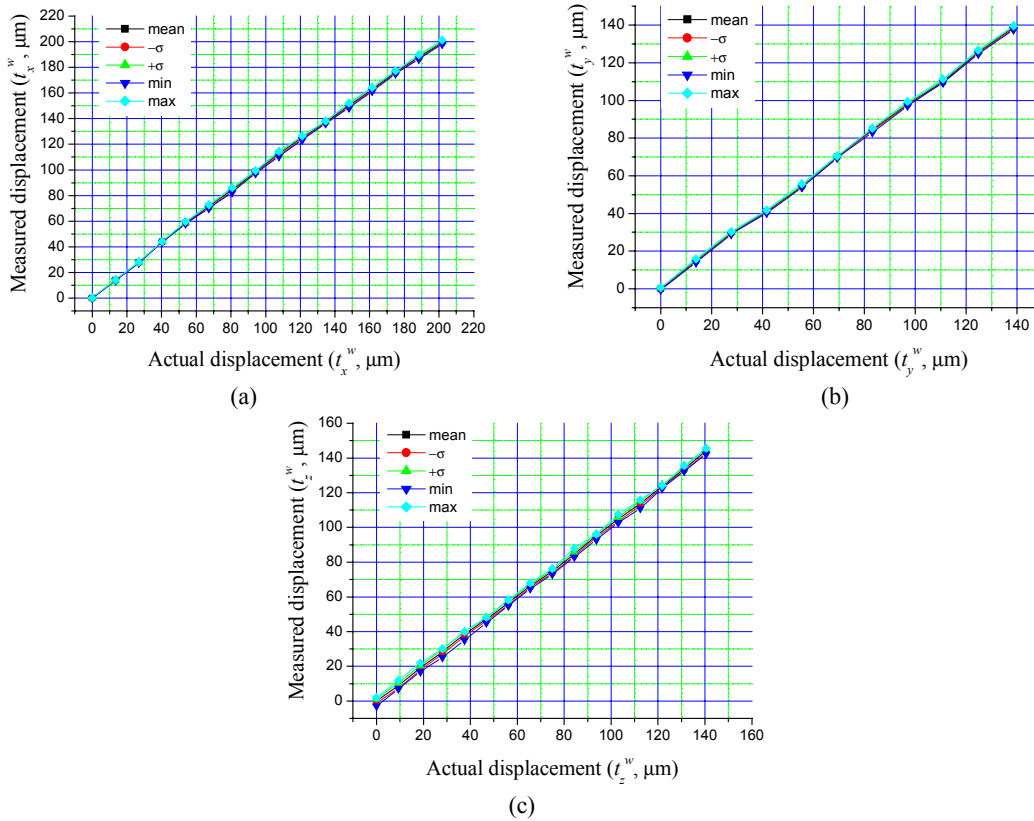 220
200
180
160
140
120
100
80
60
40
20
0
Measured displacement (t_x^w, μm)
mean
−σ
+σ
min
max
0 20 40 60 80 100 120 140 160 180 200 220
Actual displacement (t_x^w, μm)
(a)
140
120
100
80
60
40
20
0
Measured displacement (t_y^w, μm)
mean
−σ
+σ
min
max
0 20 40 60 80 100 120 140
Actual displacement (t_y^w, μm)
(b)
160
140
120
100
80
60
40
20
0
Measured displacement (t_z^w, μm)
mean
−σ
+σ
min
max
0 20 40 60 80 100 120 140 160
Actual displacement (t_z^w, μm)
(c)